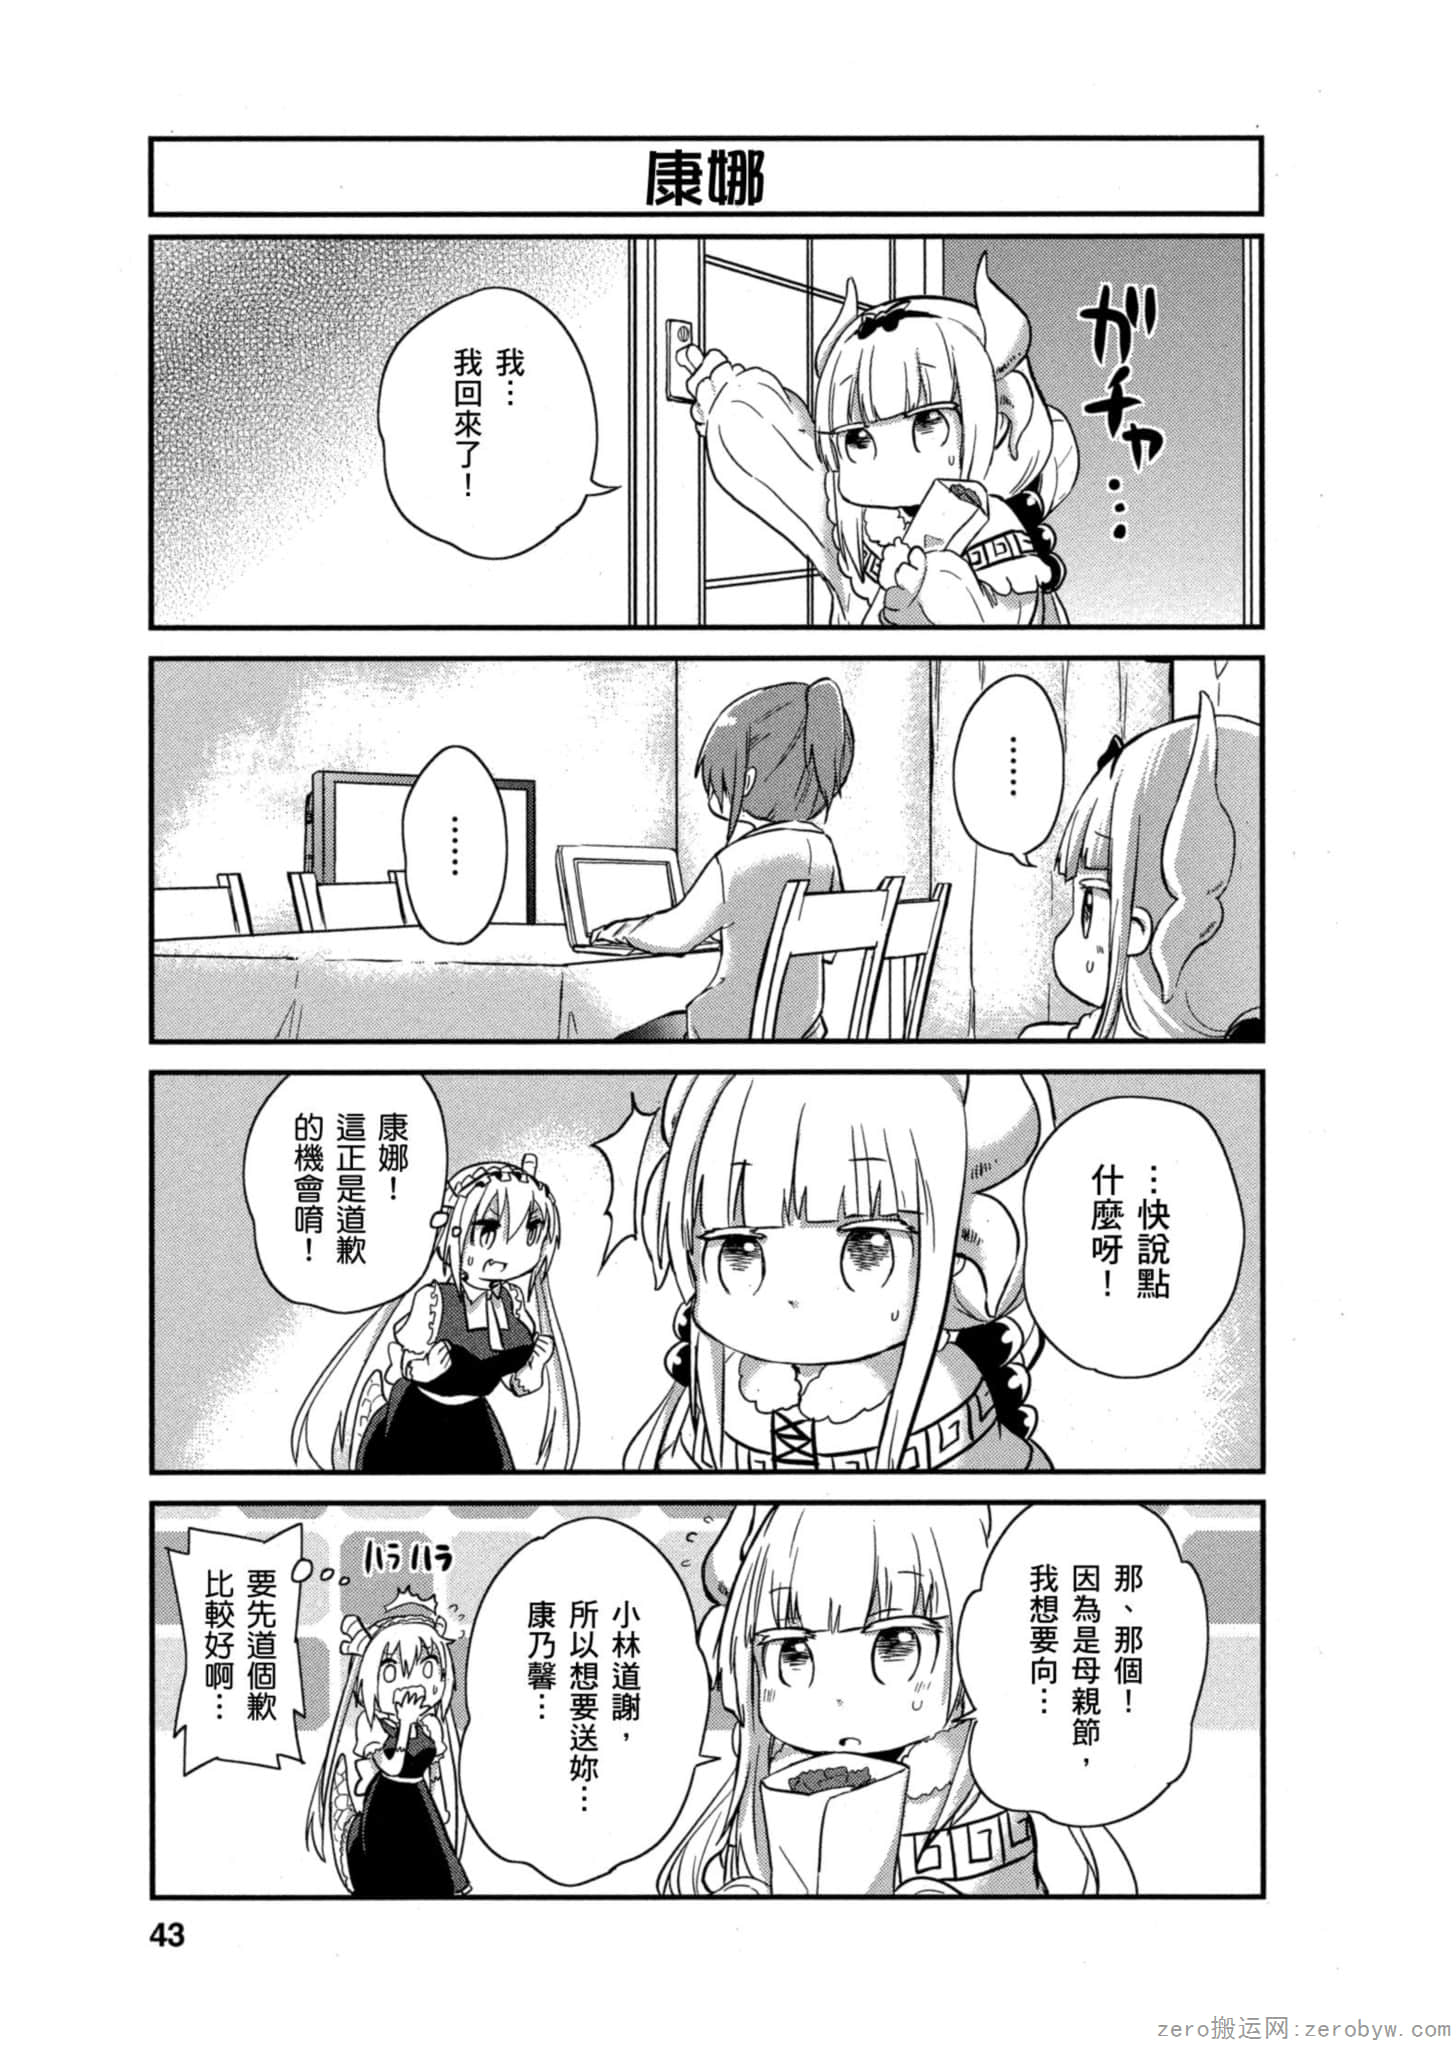 康娜
ガチャ…
我…
我回來了！
……
……
…快說點
什麼呀！
康娜！
這正是道歉
的機會唷！
那、那個！
因為是母親節，
我想要向…
小林道謝，
所以想要送妳…
康乃馨…
ハラハラ
要先道個歉
比較好啊…
43
zero搬运网:zerobyw.com